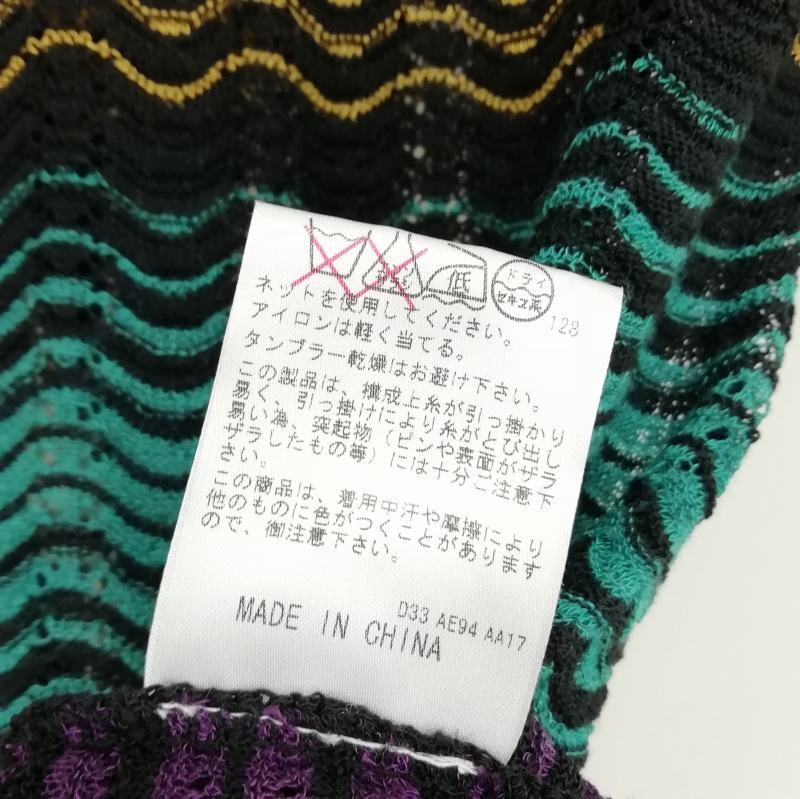 低
ドライ
セキユ系
128
ネットを使用してください。
アイロンは軽く当てる。
タンブラー乾燥はお避け下さい。
この製品は、構成上糸が引っ掛かり
易く、引っ掛けにより糸がとび出し
易い為、突起物（ピンや表面がザラ
ザラしたもの等）には十分ご注意下
さい。
この商品は、着用中汗や摩擦により
他のものに色がつくことがあります
ので、御注意下さい。
D33 AE94 AA17
MADE IN CHINA